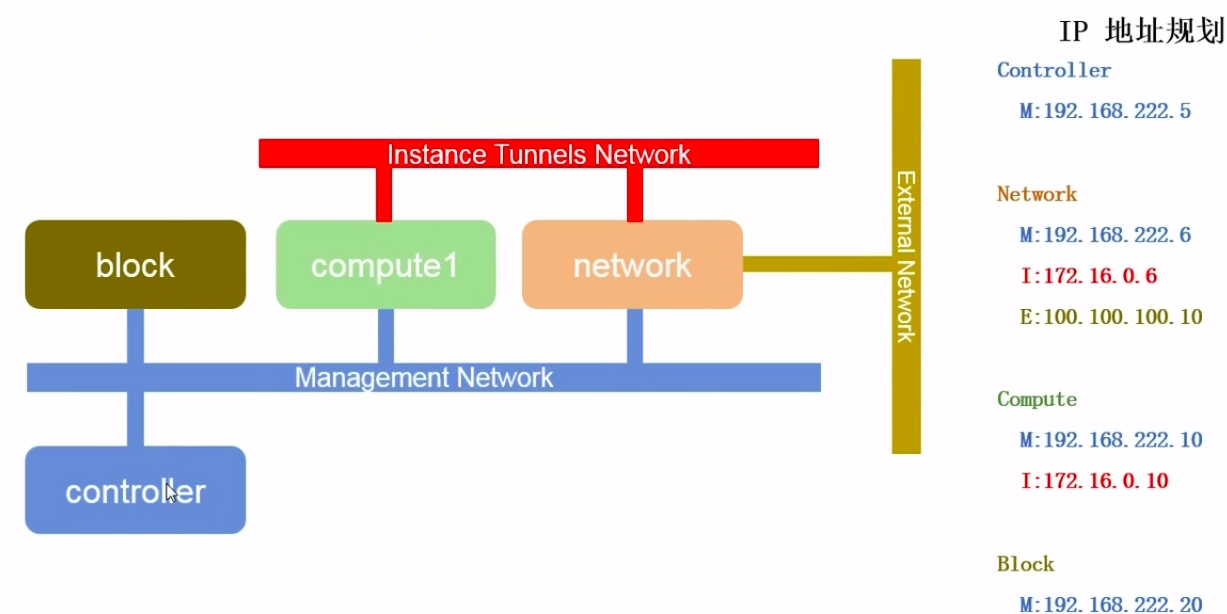 IP 地址规划
Controller
M:192.168.222.5
Network
M:192.168.222.6
I:172.16.0.6
E:100.100.100.10
Compute
M:192.168.222.10
I:172.16.0.10
Block
M:192.168.222.20
Instance Tunnels Network
External Network
block
compute1
network
Management Network
controller